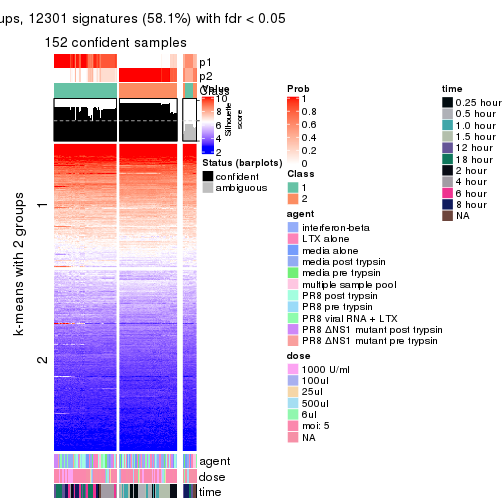 ups, 12301 signatures (58.1%) with fdr < 0.05
152 confident samples
p1
p2
Class
Silhouette
score
k-means with 2 groups
1
2
agent
dose
time
Value
10
8
6
4
2
Status (barplots)
confident
ambiguous
Prob
1
0.8
0.6
0.4
0.2
0
Class
1
2
agent
interferon-beta
LTX alone
media alone
media post trypsin
media pre trypsin
multiple sample pool
PR8 post trypsin
PR8 pre trypsin
PR8 viral RNA + LTX
PR8 ΔNS1 mutant post trypsin
PR8 ΔNS1 mutant pre trypsin
dose
1000 U/ml
100ul
25ul
500ul
6ul
moi: 5
NA
time
0.25 hour
0.5 hour
1.0 hour
1.5 hour
12 hour
18 hour
2 hour
4 hour
6 hour
8 hour
NA